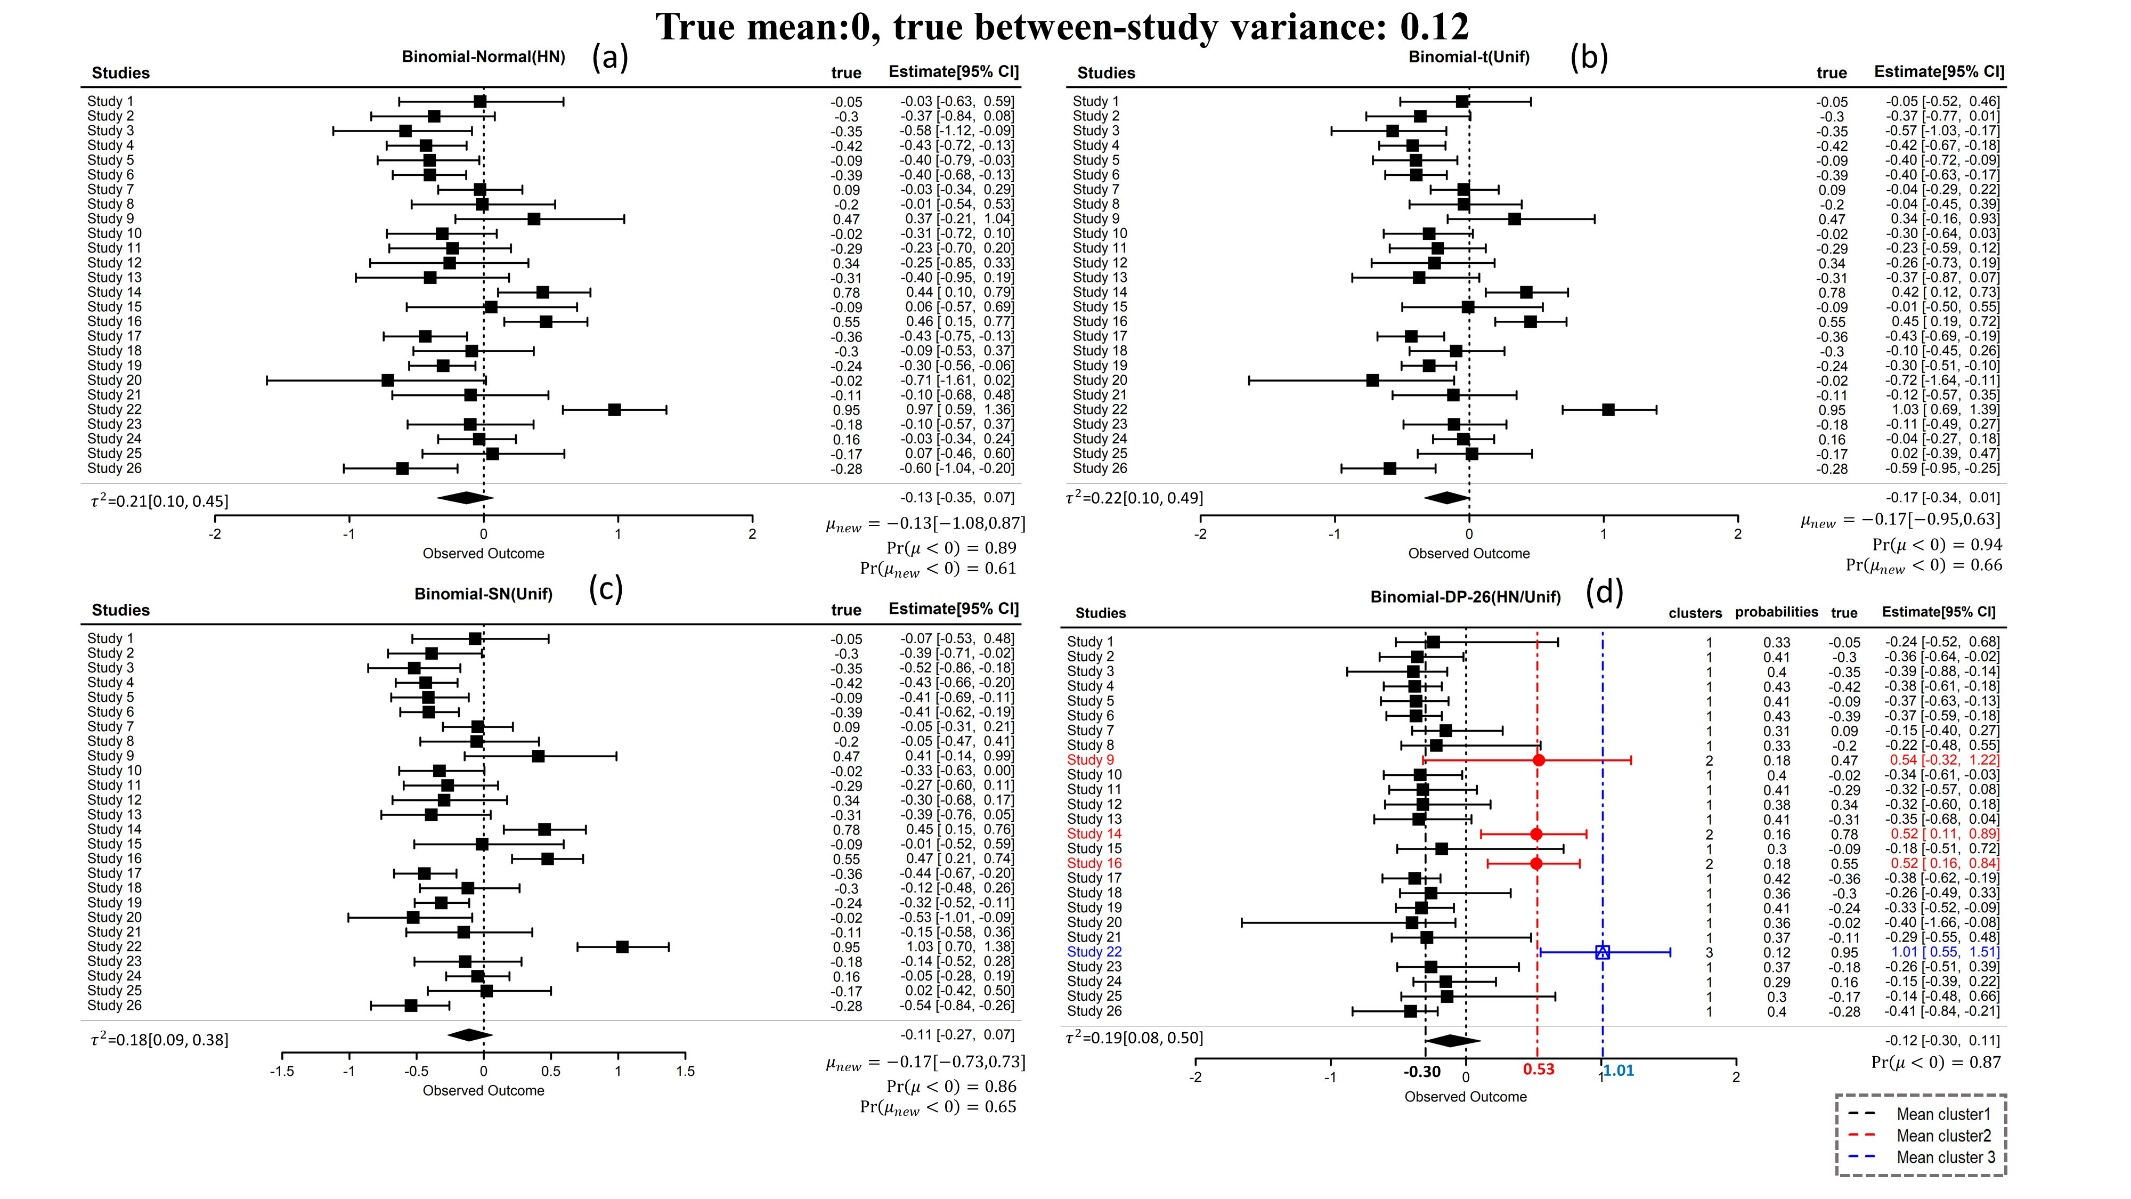 True mean:0, true between-study variance: 0.12
Binomial-Normal(HN) (a)
Studies true Estimate[95% CI]
Study 1 -0.05 -0.03 [-0.63, 0.59]
Study 2 -0.3 -0.37 [-0.84, 0.08]
Study 3 -0.35 -0.58 [-1.12, -0.09]
Study 4 -0.42 -0.43 [-0.72, -0.13]
Study 5 -0.09 -0.40 [-0.79, -0.03]
Study 6 -0.39 -0.40 [-0.68, -0.13]
Study 7 0.09 -0.03 [-0.34, 0.29]
Study 8 -0.2 -0.01 [-0.54, 0.53]
Study 9 0.47 0.37 [-0.21, 1.04]
Study 10 -0.02 -0.31 [-0.72, 0.10]
Study 11 -0.29 -0.23 [-0.70, 0.20]
Study 12 0.34 -0.25 [-0.85, 0.33]
Study 13 -0.31 -0.40 [-0.95, 0.19]
Study 14 0.78 0.44 [ 0.10, 0.79]
Study 15 -0.09 0.06 [-0.57, 0.69]
Study 16 0.55 0.46 [ 0.15, 0.77]
Study 17 -0.36 -0.43 [-0.75, -0.13]
Study 18 -0.3 -0.09 [-0.53, 0.37]
Study 19 -0.24 -0.30 [-0.56, -0.06]
Study 20 -0.02 -0.71 [-1.61, 0.02]
Study 21 -0.11 -0.10 [-0.68, 0.48]
Study 22 0.95 0.97 [ 0.59, 1.36]
Study 23 -0.18 -0.10 [-0.57, 0.37]
Study 24 0.16 -0.03 [-0.34, 0.24]
Study 25 -0.17 0.07 [-0.46, 0.60]
Study 26 -0.28 -0.60 [-1.04, -0.20]
τ²=0.21[0.10, 0.45] -0.13 [-0.35, 0.07]
-2 -1 0 1 2
μnew = −0.13[−1.08,0.87]
Observed Outcome
Pr(μ < 0) = 0.89
Pr(μnew < 0) = 0.61
Binomial-t(Unif) (b)
Studies true Estimate[95% CI]
Study 1 -0.05 -0.05 [-0.52, 0.46]
Study 2 -0.3 -0.37 [-0.77, 0.01]
Study 3 -0.35 -0.57 [-1.03, -0.17]
Study 4 -0.42 -0.42 [-0.67, -0.18]
Study 5 -0.09 -0.40 [-0.72, -0.09]
Study 6 -0.39 -0.40 [-0.63, -0.17]
Study 7 0.09 -0.04 [-0.29, 0.22]
Study 8 -0.2 -0.04 [-0.45, 0.39]
Study 9 0.47 0.34 [-0.16, 0.93]
Study 10 -0.02 -0.30 [-0.64, 0.03]
Study 11 -0.29 -0.23 [-0.59, 0.12]
Study 12 0.34 -0.26 [-0.73, 0.19]
Study 13 -0.31 -0.37 [-0.87, 0.07]
Study 14 0.78 0.42 [ 0.12, 0.73]
Study 15 -0.09 -0.01 [-0.50, 0.55]
Study 16 0.55 0.45 [ 0.19, 0.72]
Study 17 -0.36 -0.43 [-0.69, -0.19]
Study 18 -0.3 -0.10 [-0.45, 0.26]
Study 19 -0.24 -0.30 [-0.51, -0.10]
Study 20 -0.02 -0.72 [-1.64, -0.11]
Study 21 -0.11 -0.12 [-0.57, 0.35]
Study 22 0.95 1.03 [ 0.69, 1.39]
Study 23 -0.18 -0.11 [-0.49, 0.27]
Study 24 0.16 -0.04 [-0.27, 0.18]
Study 25 -0.17 0.02 [-0.39, 0.47]
Study 26 -0.28 -0.59 [-0.95, -0.25]
τ²=0.22[0.10, 0.49] -0.17 [-0.34, 0.01]
-2 -1 0 1 2
μnew = −0.17[−0.95,0.63]
Observed Outcome
Pr(μ < 0) = 0.94
Pr(μnew < 0) = 0.66
Binomial-SN(Unif) (c)
Studies true Estimate[95% CI]
Study 1 -0.05 -0.07 [-0.53, 0.48]
Study 2 -0.3 -0.39 [-0.71, -0.02]
Study 3 -0.35 -0.52 [-0.86, -0.18]
Study 4 -0.42 -0.43 [-0.66, -0.20]
Study 5 -0.09 -0.41 [-0.69, -0.11]
Study 6 -0.39 -0.41 [-0.62, -0.19]
Study 7 0.09 -0.05 [-0.31, 0.21]
Study 8 -0.2 -0.05 [-0.47, 0.41]
Study 9 0.47 0.41 [-0.14, 0.99]
Study 10 -0.02 -0.33 [-0.63, 0.00]
Study 11 -0.29 -0.27 [-0.60, 0.11]
Study 12 0.34 -0.30 [-0.68, 0.17]
Study 13 -0.31 -0.39 [-0.76, 0.05]
Study 14 0.78 0.45 [ 0.15, 0.76]
Study 15 -0.09 -0.01 [-0.52, 0.59]
Study 16 0.55 0.47 [ 0.21, 0.74]
Study 17 -0.36 -0.44 [-0.67, -0.20]
Study 18 -0.3 -0.12 [-0.48, 0.26]
Study 19 -0.24 -0.32 [-0.52, -0.11]
Study 20 -0.02 -0.53 [-1.01, -0.09]
Study 21 -0.11 -0.15 [-0.58, 0.36]
Study 22 0.95 1.03 [ 0.70, 1.38]
Study 23 -0.18 -0.14 [-0.52, 0.28]
Study 24 0.16 -0.05 [-0.28, 0.19]
Study 25 -0.17 0.02 [-0.42, 0.50]
Study 26 -0.28 -0.54 [-0.84, -0.26]
τ²=0.18[0.09, 0.38] -0.11 [-0.27, 0.07]
-1.5 -1 -0.5 0 0.5 1 1.5
μnew = −0.17[−0.73,0.73]
Observed Outcome
Pr(μ < 0) = 0.86
Pr(μnew < 0) = 0.65
Binomial-DP-26(HN/Unif) (d)
Studies clusters probabilities true Estimate[95% CI]
Study 1 1 0.33 -0.05 -0.24 [-0.52, 0.68]
Study 2 1 0.41 -0.3 -0.36 [-0.64, -0.02]
Study 3 1 0.4 -0.35 -0.39 [-0.88, -0.14]
Study 4 1 0.43 -0.42 -0.38 [-0.61, -0.18]
Study 5 1 0.41 -0.09 -0.37 [-0.63, -0.13]
Study 6 1 0.43 -0.39 -0.37 [-0.59, -0.18]
Study 7 1 0.31 0.09 -0.15 [-0.40, 0.27]
Study 8 1 0.33 -0.2 -0.22 [-0.48, 0.55]
Study 9 2 0.18 0.47 0.54 [-0.32, 1.22]
Study 10 1 0.4 -0.02 -0.34 [-0.61, -0.03]
Study 11 1 0.41 -0.29 -0.32 [-0.57, 0.08]
Study 12 1 0.38 0.34 -0.32 [-0.60, 0.18]
Study 13 1 0.41 -0.31 -0.35 [-0.68, 0.04]
Study 14 2 0.16 0.78 0.52 [ 0.11, 0.89]
Study 15 1 0.3 -0.09 -0.18 [-0.51, 0.72]
Study 16 2 0.18 0.55 0.52 [ 0.16, 0.84]
Study 17 1 0.42 -0.36 -0.38 [-0.62, -0.19]
Study 18 1 0.36 -0.3 -0.26 [-0.49, 0.33]
Study 19 1 0.41 -0.24 -0.33 [-0.52, -0.09]
Study 20 1 0.36 -0.02 -0.40 [-1.66, -0.08]
Study 21 1 0.37 -0.11 -0.29 [-0.55, 0.48]
Study 22 3 0.12 0.95 1.01 [ 0.55, 1.51]
Study 23 1 0.37 -0.18 -0.26 [-0.51, 0.39]
Study 24 1 0.29 0.16 -0.15 [-0.39, 0.22]
Study 25 1 0.3 -0.17 -0.14 [-0.48, 0.66]
Study 26 1 0.4 -0.28 -0.41 [-0.84, -0.21]
τ²=0.19[0.08, 0.50] -0.12 [-0.30, 0.11]
Pr(μ < 0) = 0.87
-2 -1 -0.30 0 0.53 1 1.01 2
Observed Outcome
Mean cluster1
Mean cluster2
Mean cluster 3